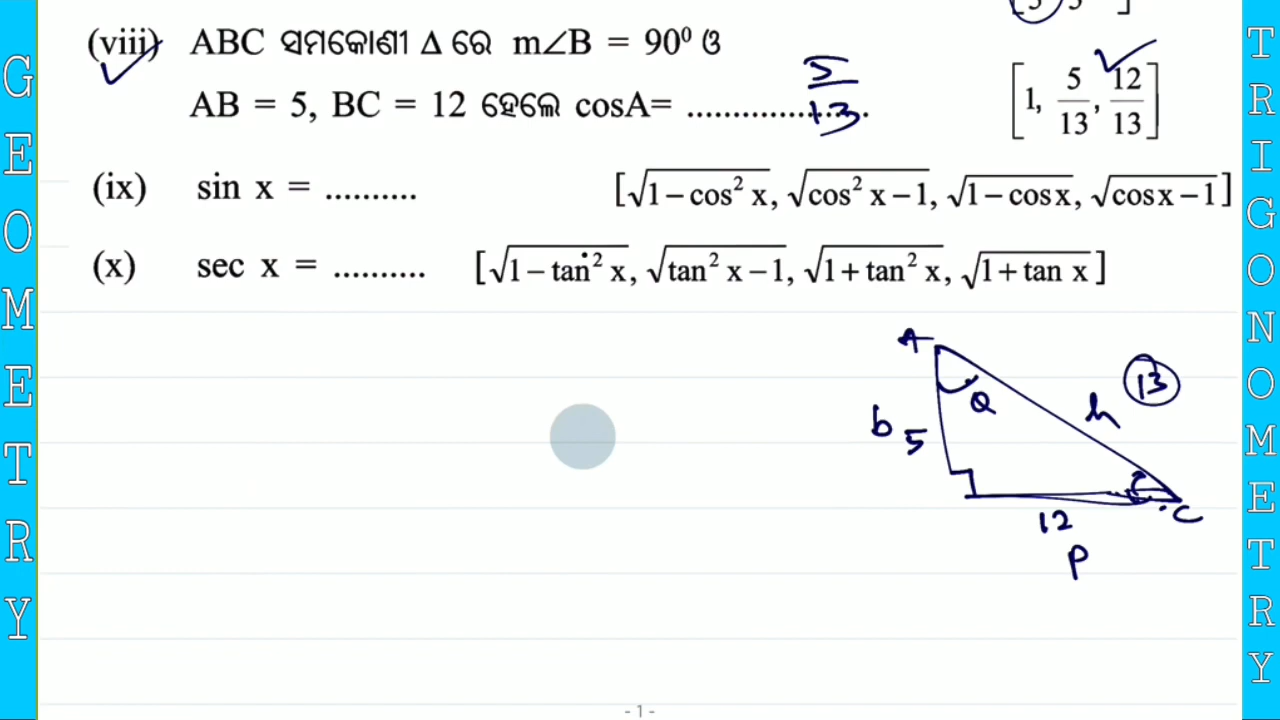 GEOMETRY
TRIGONOMETRY
(viii) ABC ସମକୋଣୀ Δ ରେ m∠B = 90⁰ ଓ
AB = 5, BC = 12 ହେଲେ cosA= .................... [1, 5/13, 12/13]
5/13
(ix) sin x = .......... [√(1−cos² x), √(cos² x−1), √(1−cosx), √(cosx−1)]
(x) sec x = .......... [√(1−tan² x), √(tan² x−1), √(1+tan² x), √(1+tan x)]
A
13
h
b 5
12
C
p
- 1 -